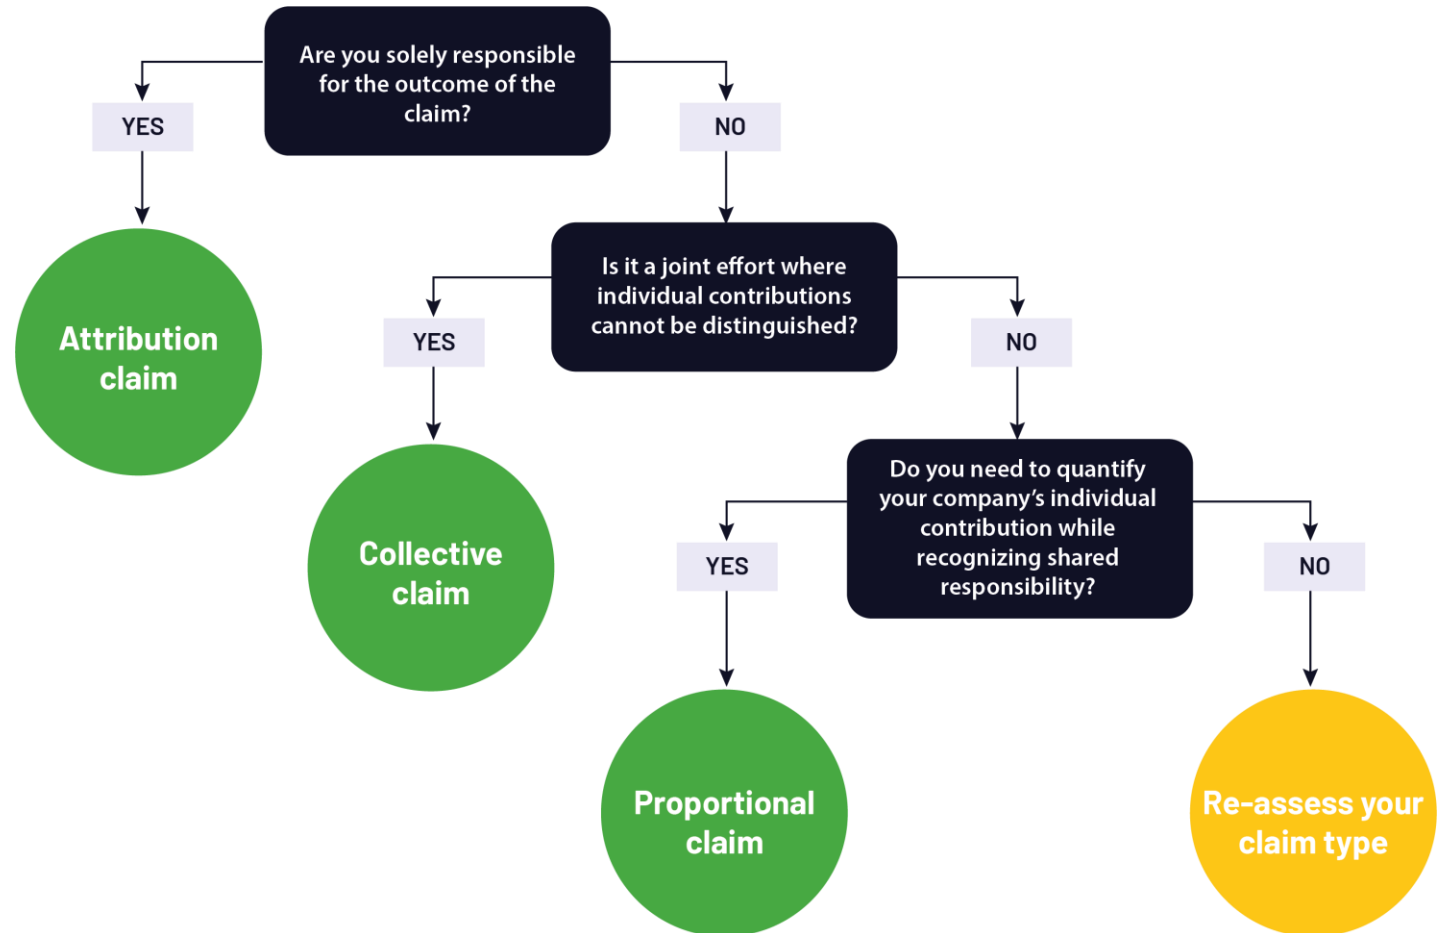 Are you solely responsible
for the outcome of the
claim?
YES
NO
Attribution
claim
Is it a joint effort where
individual contributions
cannot be distinguished?
YES
NO
Collective
claim
Do you need to quantify
your company’s individual
contribution while
recognizing shared
responsibility?
YES
NO
Proportional
claim
Re-assess your
claim type